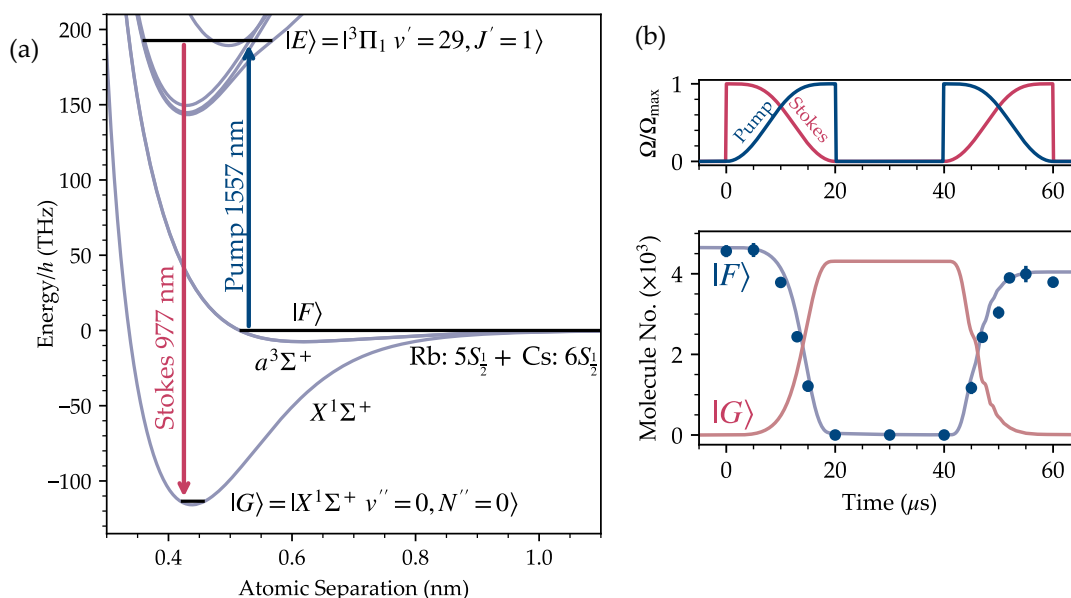 (a)
Energy/h (THz)
200
150
100
50
0
−50
−100
0.4
0.6
0.8
1.0
Atomic Separation (nm)
|E⟩ = |³Π₁ v′ = 29, J′ = 1⟩
Stokes 977 nm
Pump 1557 nm
|F⟩
a³Σ⁺
Rb: 5S½ + Cs: 6S½
X¹Σ⁺
|G⟩ = |X¹Σ⁺ v′′ = 0, N′′ = 0⟩
(b)
Ω/Ωmax
1
0
Pump
Stokes
0
20
40
60
Molecule No. (×10³)
4
2
0
|F⟩
|G⟩
0
20
40
60
Time (μs)